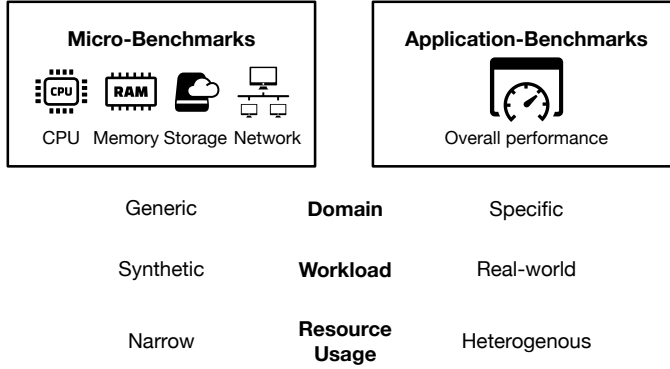 Micro-Benchmarks
CPU
RAM
CPU Memory Storage Network
Application-Benchmarks
Overall performance
Generic Domain Specific
Synthetic Workload Real-world
Narrow Resource Usage Heterogenous